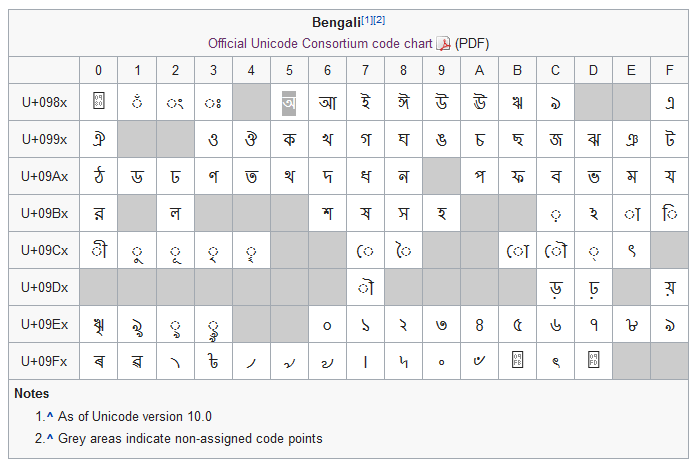 Bengali[1][2]
Official Unicode Consortium code chart (PDF)
0 1 2 3 4 5 6 7 8 9 A B C D E F
U+098x ঀ ঁ ং ঃ অ আ ই ঈ উ ঊ ঋ ঌ এ
U+099x ঐ ও ঔ ক খ গ ঘ ঙ চ ছ জ ঝ ঞ ট
U+09Ax ঠ ড ঢ ণ ত থ দ ধ ন প ফ ব ভ ম য
U+09Bx র ল শ ষ স হ ় ঽ া ি
U+09Cx ী ু ূ ৃ ৄ ে ৈ ো ৌ ্ ৎ
U+09Dx ৗ ড় ঢ় য়
U+09Ex ৠ ৡ ৢ ৣ ০ ১ ২ ৩ ৪ ৫ ৬ ৭ ৮ ৯
U+09Fx ৰ ৱ ৲ ৳ ৴ ৵ ৶ ৷ ৸ ৹ ৺ ৻ ৼ ৽
Notes
1.^ As of Unicode version 10.0
2.^ Grey areas indicate non-assigned code points